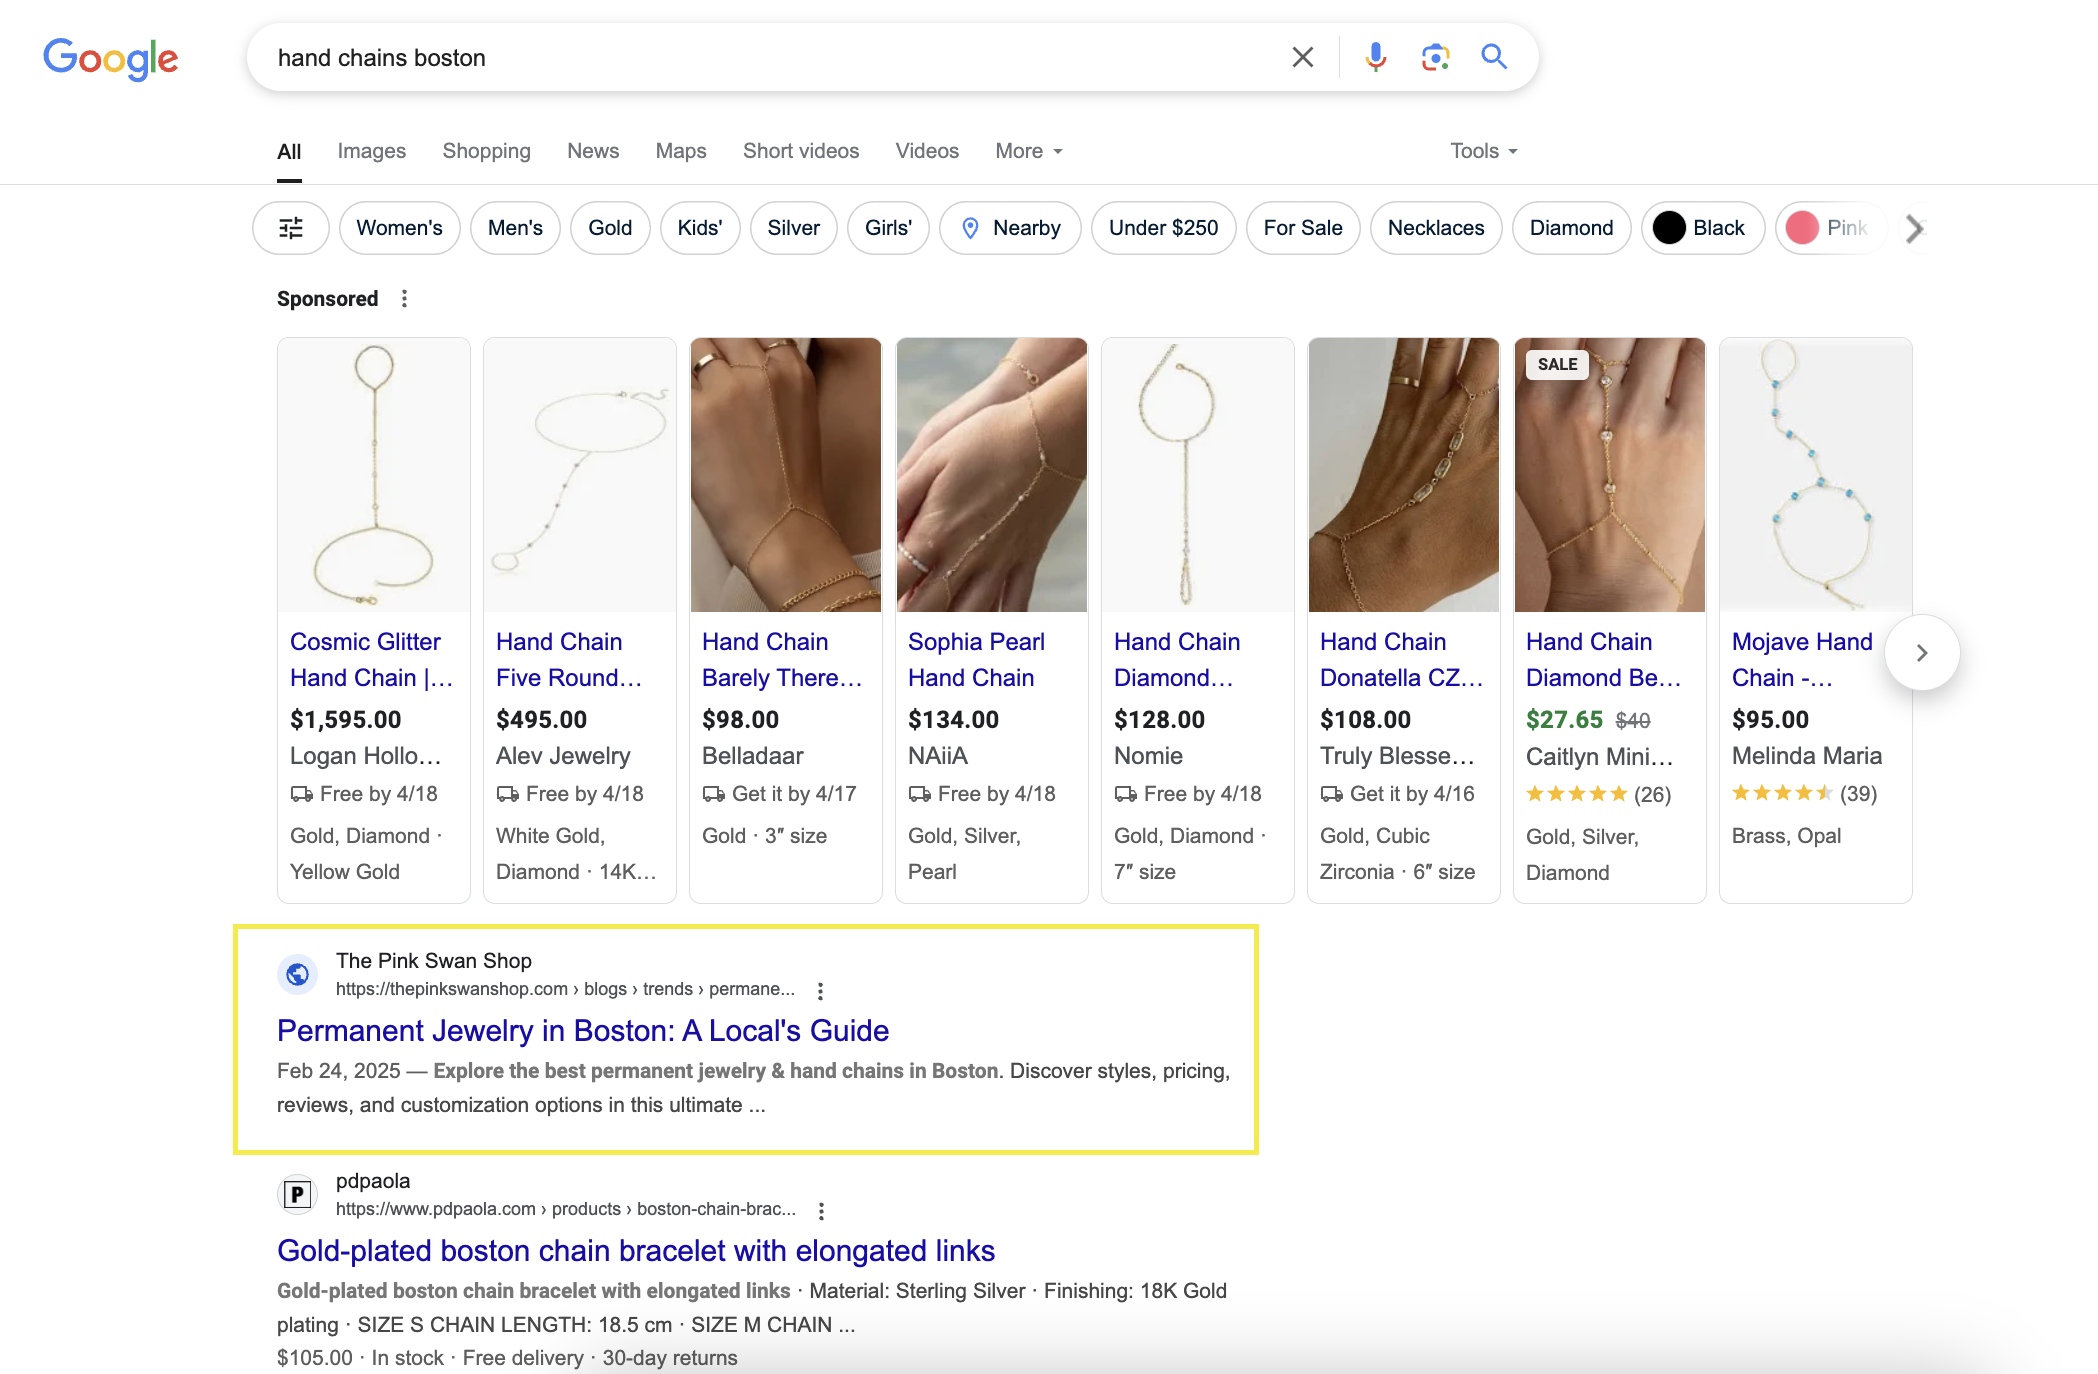 Google
hand chains boston
All Images Shopping News Maps Short videos Videos More Tools
Women's Men's Gold Kids' Silver Girls' Nearby Under $250 For Sale Necklaces Diamond Black Pink
Sponsored
SALE
Cosmic Glitter
Hand Chain |...
$1,595.00
Logan Hollo...
Free by 4/18
Gold, Diamond ·
Yellow Gold
Hand Chain
Five Round...
$495.00
Alev Jewelry
Free by 4/18
White Gold,
Diamond · 14K...
Hand Chain
Barely There...
$98.00
Belladaar
Get it by 4/17
Gold · 3″ size
Sophia Pearl
Hand Chain
$134.00
NAiiA
Free by 4/18
Gold, Silver,
Pearl
Hand Chain
Diamond...
$128.00
Nomie
Free by 4/18
Gold, Diamond ·
7″ size
Hand Chain
Donatella CZ...
$108.00
Truly Blesse...
Get it by 4/16
Gold, Cubic
Zirconia · 6″ size
Hand Chain
Diamond Be...
$27.65 $40
Caitlyn Mini...
(26)
Gold, Silver,
Diamond
Mojave Hand
Chain -...
$95.00
Melinda Maria
(39)
Brass, Opal
The Pink Swan Shop
https://thepinkswanshop.com › blogs › trends › permane...
Permanent Jewelry in Boston: A Local's Guide
Feb 24, 2025 — Explore the best permanent jewelry & hand chains in Boston. Discover styles, pricing,
reviews, and customization options in this ultimate ...
P
pdpaola
https://www.pdpaola.com › products › boston-chain-brac...
Gold-plated boston chain bracelet with elongated links
Gold-plated boston chain bracelet with elongated links · Material: Sterling Silver · Finishing: 18K Gold
plating · SIZE S CHAIN LENGTH: 18.5 cm · SIZE M CHAIN ...
$105.00 · In stock · Free delivery · 30-day returns